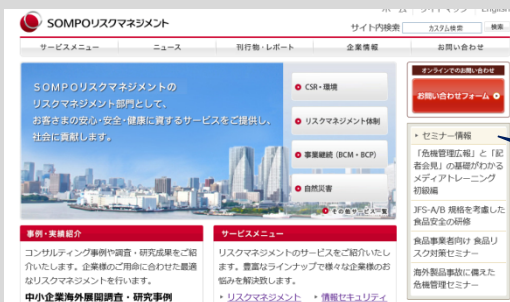 サイトマップ
English
SOMPOリスクマネジメント
サイト内検索
カスタム検索
検索
サービスメニュー
ニュース
刊行物・レポート
企業情報
お問い合わせ
SOMPOリスクマネジメントの
リスクマネジメント部門として、
お客さまの安心・安全・健康に資するサービスをご提供し、
社会に貢献します。
CSR・環境
リスクマネジメント体制
事業継続（BCM・BCP）
自然災害
その他サービス一覧
オンラインでのお問い合わせ
お問い合わせフォーム
セミナー情報
「危機管理広報」と「記
者会見」の基礎がわかる
メディアトレーニング
初級編
JFS-A/B 規格を考慮した
食品安全の研修
食品事業者向け 食品リ
スク対策セミナー
海外製品事故に備えた
危機管理セミナー
事例・実績紹介
コンサルティング事例や調査・研究成果をご紹
介いたします。企業様のご用命に合わせた最適
なリスクマネジメントを行います。
中小企業海外展開調査・研究事例
サービスメニュー
リスクマネジメントのサービスをご紹介いたし
ます。豊富なラインナップで様々な企業様のお
悩みを解決致します。
リスクマネジメント
情報セキュリティ